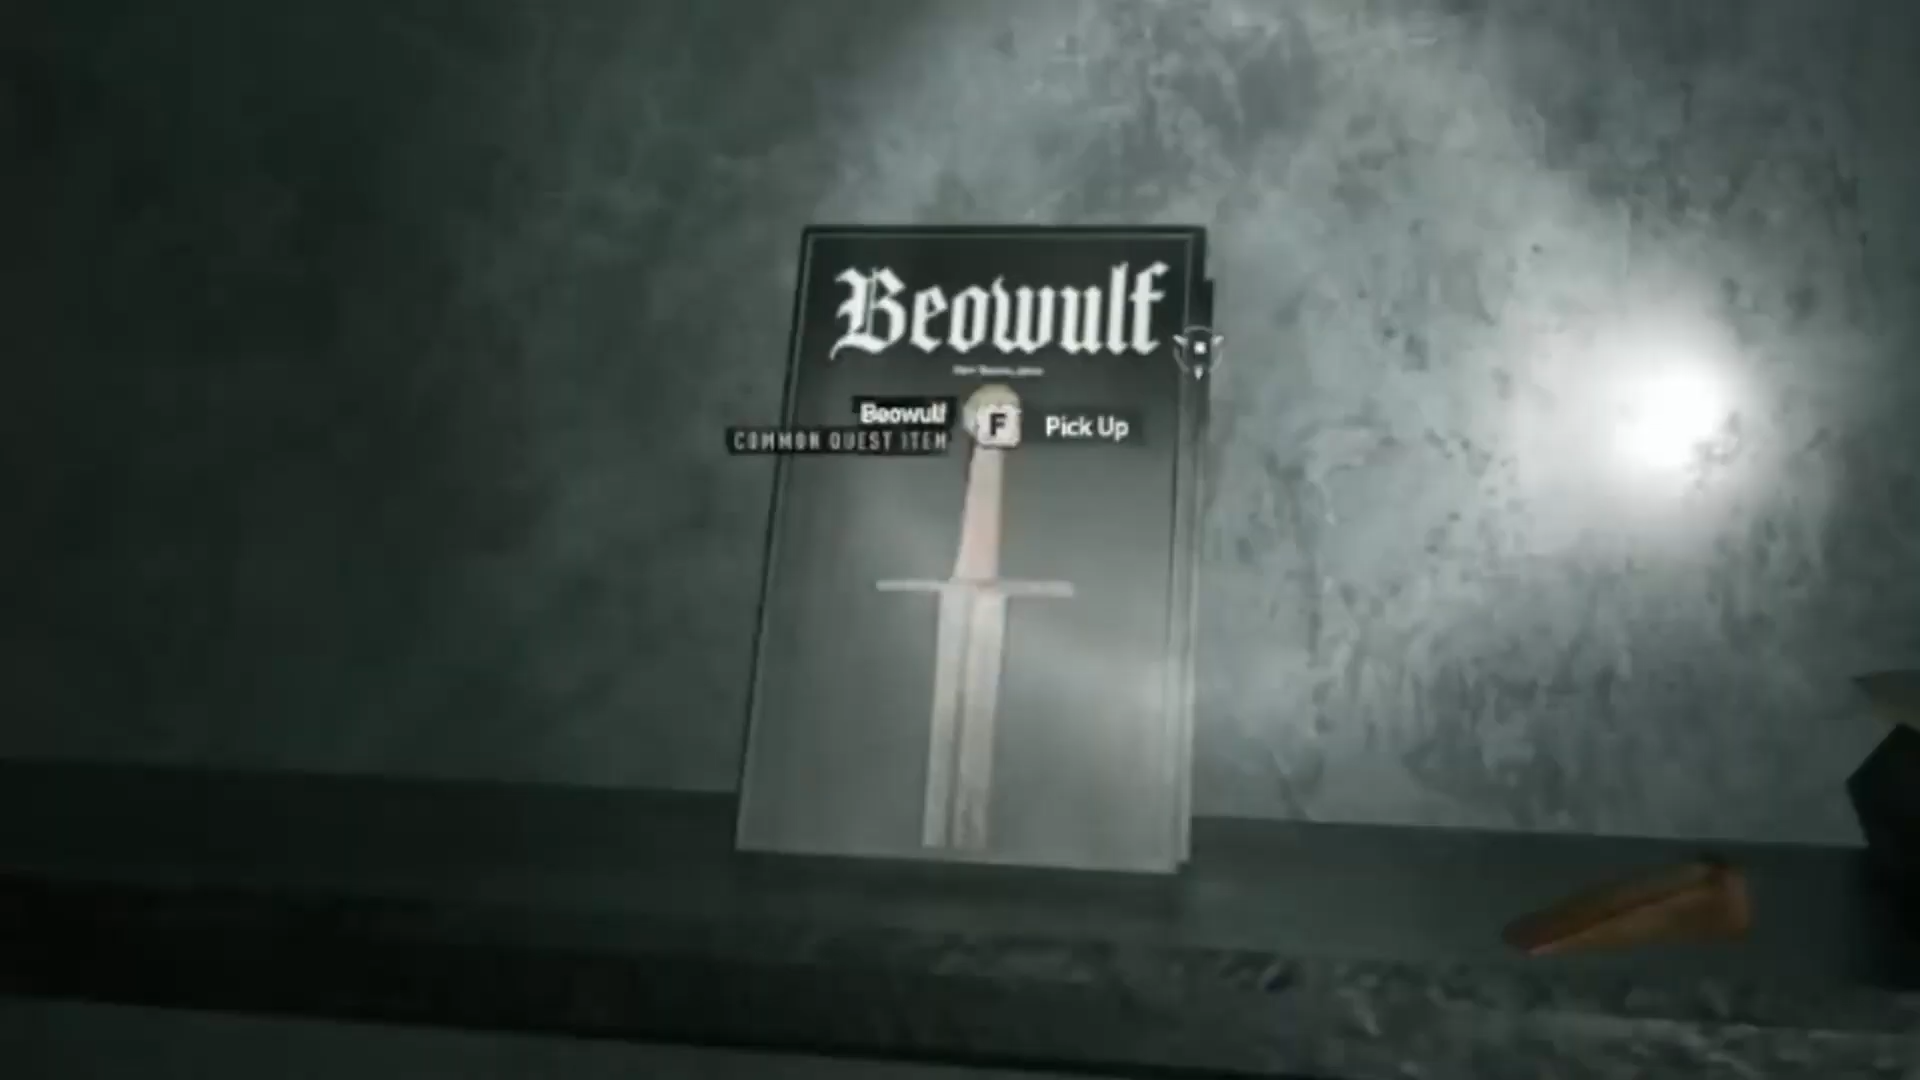 Beowulf
Beowulf
COMMON QUEST ITEM
F
Pick Up